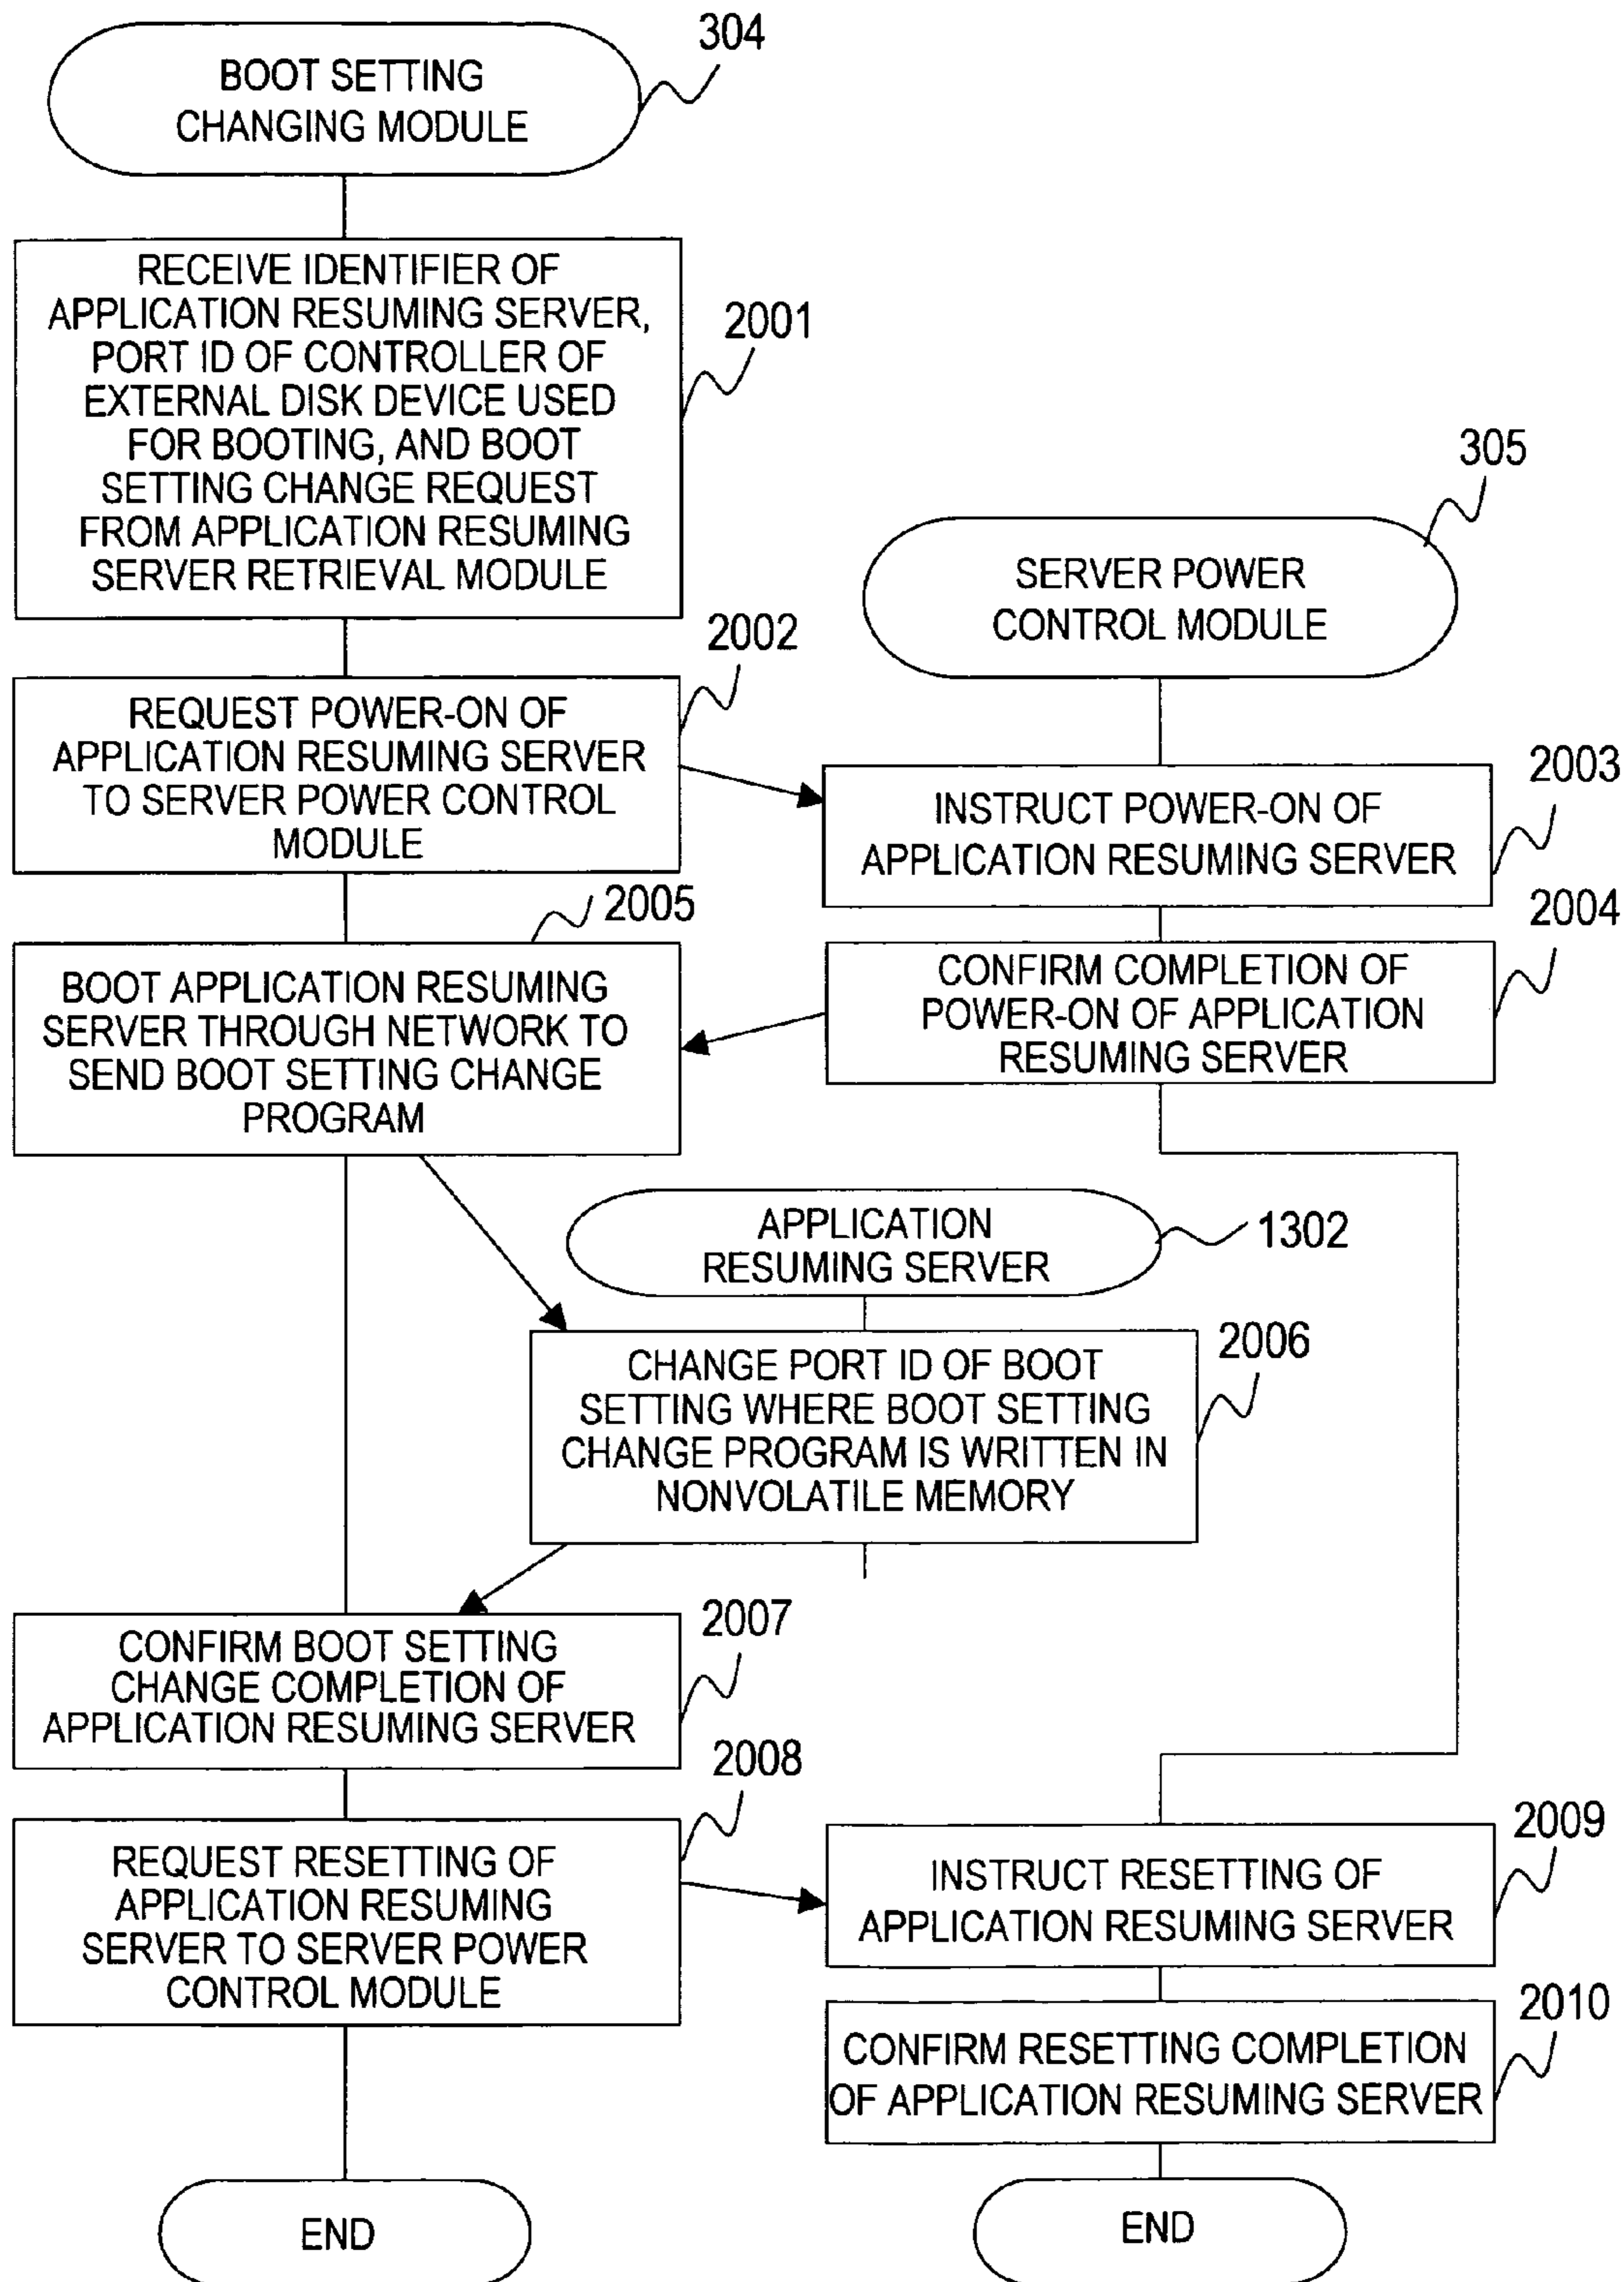 304
BOOT SETTING
CHANGING MODULE
RECEIVE IDENTIFIER OF
APPLICATION RESUMING SERVER,
PORT ID OF CONTROLLER OF
EXTERNAL DISK DEVICE USED
FOR BOOTING, AND BOOT
SETTING CHANGE REQUEST
FROM APPLICATION RESUMING
SERVER RETRIEVAL MODULE
2001
305
SERVER POWER
CONTROL MODULE
2002
REQUEST POWER-ON OF
APPLICATION RESUMING SERVER
TO SERVER POWER CONTROL
MODULE
2003
INSTRUCT POWER-ON OF
APPLICATION RESUMING SERVER
2004
CONFIRM COMPLETION OF
POWER-ON OF APPLICATION
RESUMING SERVER
2005
BOOT APPLICATION RESUMING
SERVER THROUGH NETWORK TO
SEND BOOT SETTING CHANGE
PROGRAM
APPLICATION
RESUMING SERVER
1302
2006
CHANGE PORT ID OF BOOT
SETTING WHERE BOOT SETTING
CHANGE PROGRAM IS WRITTEN IN
NONVOLATILE MEMORY
2007
CONFIRM BOOT SETTING
CHANGE COMPLETION OF
APPLICATION RESUMING SERVER
2008
REQUEST RESETTING OF
APPLICATION RESUMING
SERVER TO SERVER POWER
CONTROL MODULE
2009
INSTRUCT RESETTING OF
APPLICATION RESUMING SERVER
2010
CONFIRM RESETTING COMPLETION
OF APPLICATION RESUMING SERVER
END
END